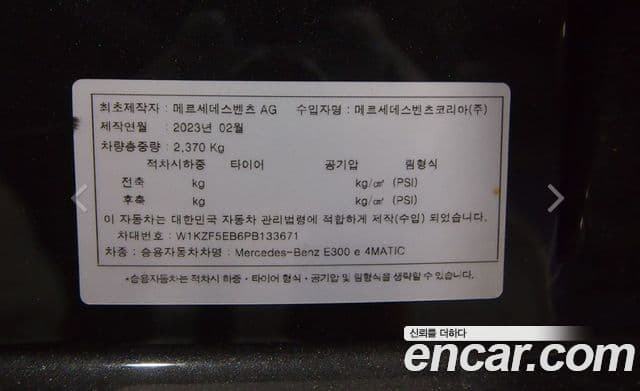 최초제작자 : 메르세데스벤츠 AG 수입자명 : 메르세데스벤츠코리아(주)
제작연월 : 2023년 02월
차량총중량 : 2,370 Kg
적차시하중 타이어 공기압 림형식
전축 kg kg/㎠ (PSI)
후축 kg kg/㎠ (PSI)
이 자동차는 대한민국 자동차 관리법령에 적합하게 제작(수입) 되었습니다.
차대번호 : W1KZF5EB6PB133671
차종 : 승용자동차차명 : Mercedes-Benz E300 e 4MATIC
*승용자동차는 적차시 하중 · 타이어 형식 · 공기압 및 림형식을 생략할 수 있습니다.
신뢰를 더하다
encar.com